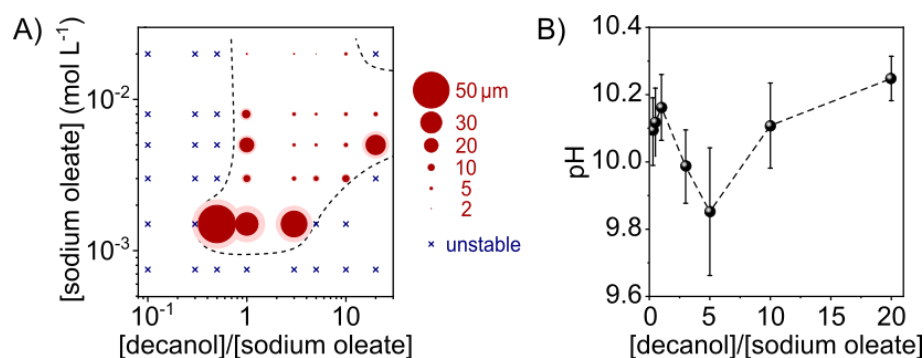 A)
[sodium oleate] (mol L⁻¹)
10⁻²
10⁻³
10⁻¹
1
10
[decanol]/[sodium oleate]
50 µm
30
20
10
5
2
× unstable
B)
pH
10.4
10.2
10.0
9.8
9.6
0
5
10
15
20
[decanol]/[sodium oleate]